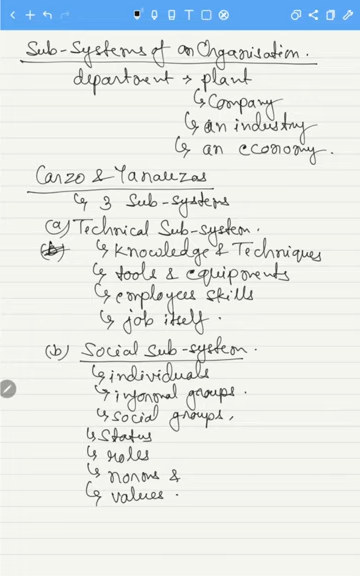 Sub-Systems of an Organisation.
department → plant
↳ Company
↳ an industry
↳ an economy.
Carzo & Yanauzas
↳ 3 Sub-systems
(a) Technical Sub-system.
(b) ↳ Knowledge & Techniques
↳ tools & equipments
↳ employees skills
↳ job itself.
(b) Social Sub-system.
↳ individuals
↳ informal groups.
↳ social groups,
↳ Status
↳ roles
↳ norms &
↳ values.